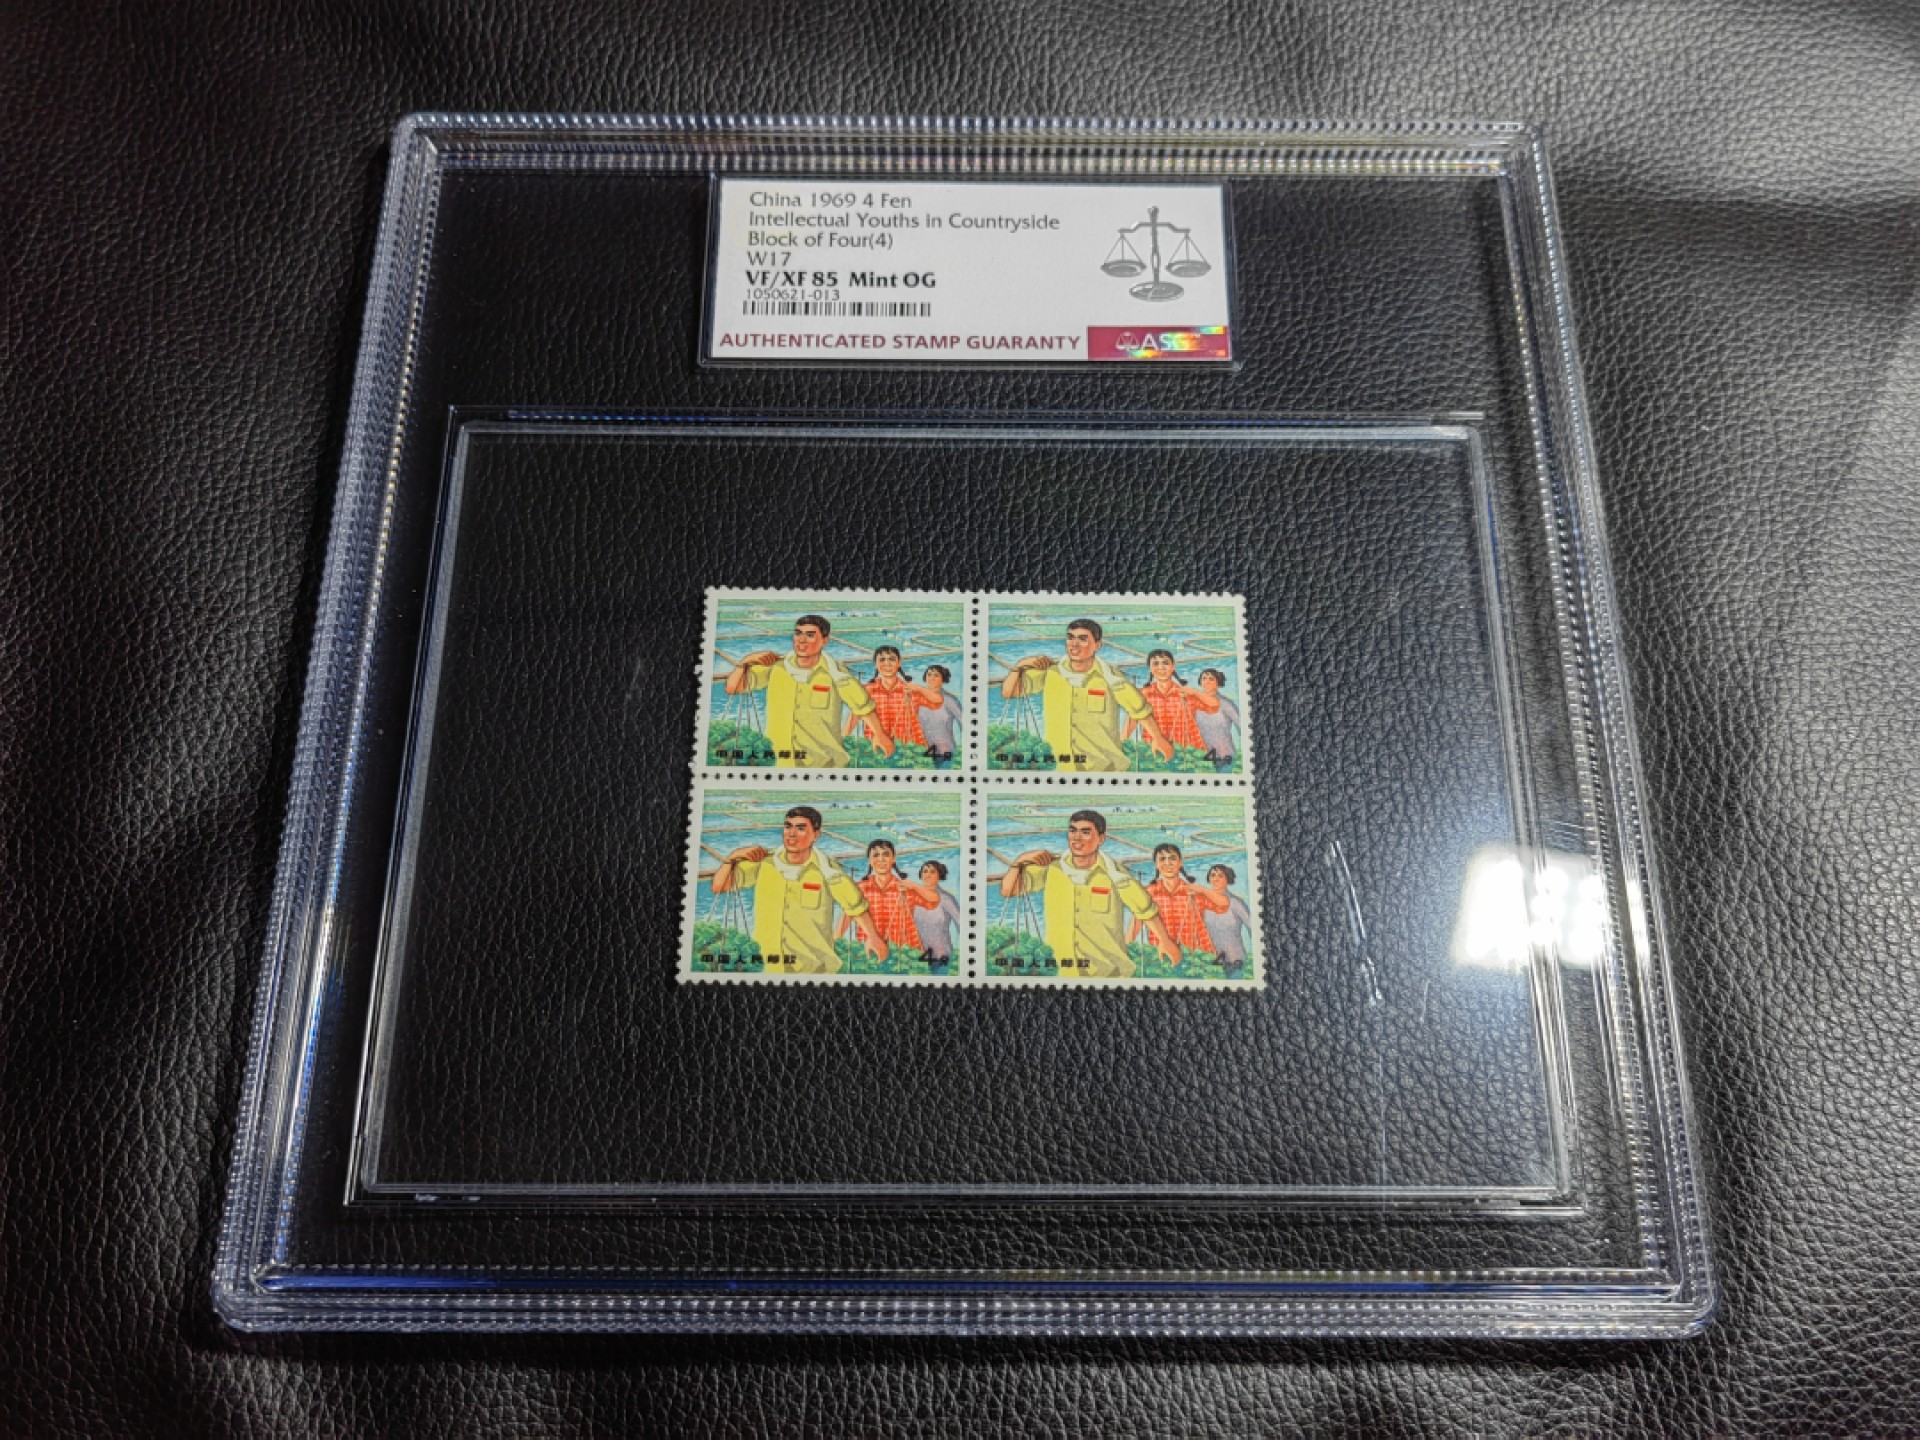 China 1969 4 Fen
Intellectual Youths in Countryside
Block of Four(4)
W17
VF/XF 85 Mint OG
1050621-013
AUTHENTICATED STAMP GUARANTY
ASG
中国人民邮政 4分
中国人民邮政 4分
中国人民邮政 4分
中国人民邮政 4分